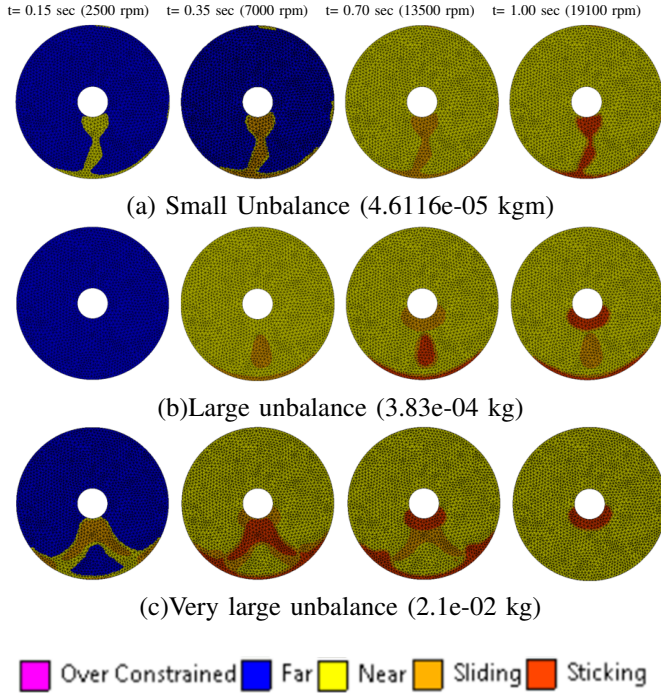 t= 0.15 sec (2500 rpm) t= 0.35 sec (7000 rpm) t= 0.70 sec (13500 rpm) t= 1.00 sec (19100 rpm)
(a) Small Unbalance (4.6116e-05 kgm)
(b)Large unbalance (3.83e-04 kg)
(c)Very large unbalance (2.1e-02 kg)
Over Constrained Far Near Sliding Sticking